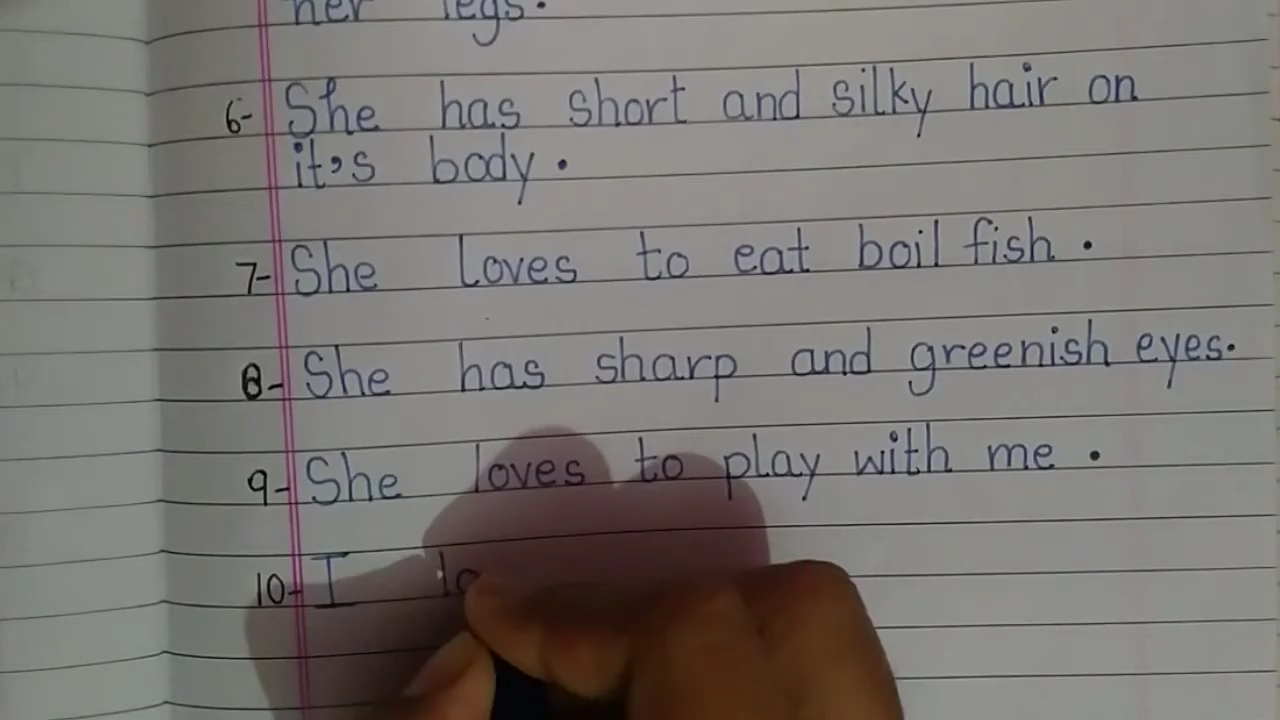 her legs.
6- She has short and silky hair on
it's body.
7- She loves to eat boil fish.
8- She has sharp and greenish eyes.
9- She loves to play with me.
10- I lo